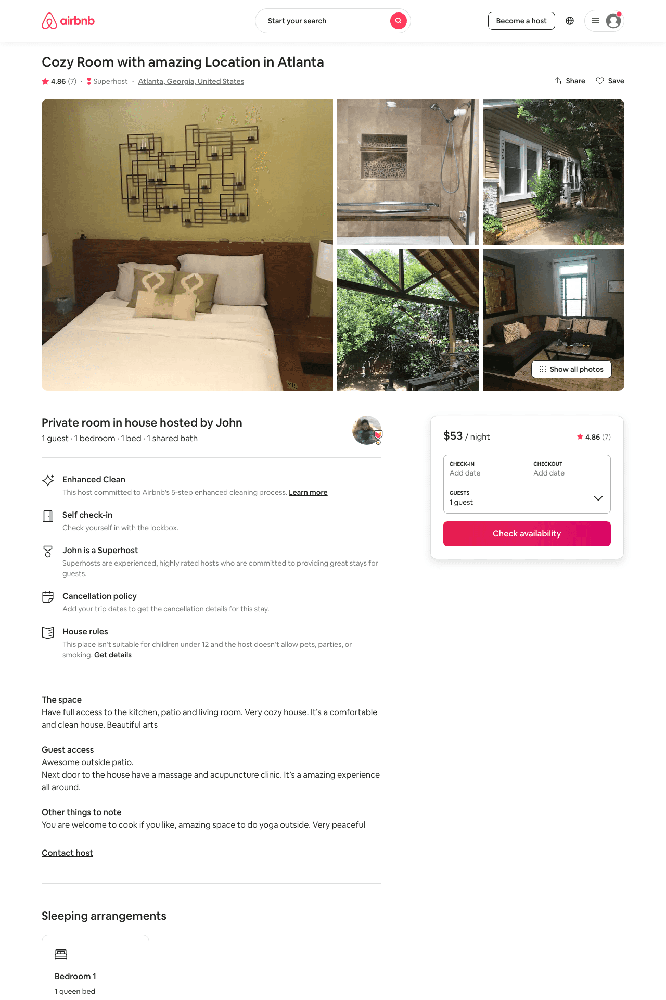 airbnb
Start your search
Become a host
Cozy Room with amazing Location in Atlanta
4.86 (7) · Superhost · Atlanta, Georgia, United States
Share
Save
1725
Show all photos
Private room in house hosted by John
1 guest · 1 bedroom · 1 bed · 1 shared bath
Enhanced Clean
This host committed to Airbnb's 5-step enhanced cleaning process. Learn more
Self check-in
Check yourself in with the lockbox.
John is a Superhost
Superhosts are experienced, highly rated hosts who are committed to providing great stays for
guests.
Cancellation policy
Add your trip dates to get the cancellation details for this stay.
House rules
This place isn’t suitable for children under 12 and the host doesn’t allow pets, parties, or
smoking. Get details
The space
Have full access to the kitchen, patio and living room. Very cozy house. It’s a comfortable
and clean house. Beautiful arts
Guest access
Awesome outside patio.
Next door to the house have a massage and acupuncture clinic. It’s a amazing experience
all around.
Other things to note
You are welcome to cook if you like, amazing space to do yoga outside. Very peaceful
Contact host
Sleeping arrangements
Bedroom 1
1 queen bed
$53 / night
4.86 (7)
CHECK-IN
Add date
CHECKOUT
Add date
GUESTS
1 guest
Check availability